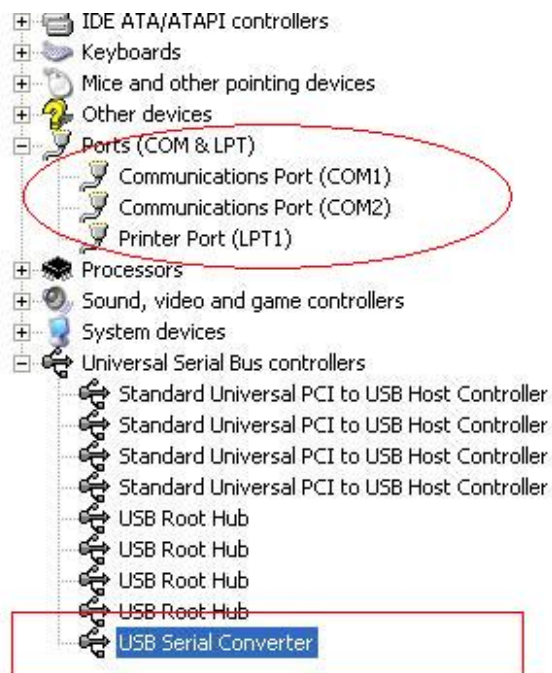 IDE ATA/ATAPI controllers
Keyboards
Mice and other pointing devices
Other devices
Ports (COM & LPT)
Communications Port (COM1)
Communications Port (COM2)
Printer Port (LPT1)
Processors
Sound, video and game controllers
System devices
Universal Serial Bus controllers
Standard Universal PCI to USB Host Controller
Standard Universal PCI to USB Host Controller
Standard Universal PCI to USB Host Controller
Standard Universal PCI to USB Host Controller
USB Root Hub
USB Root Hub
USB Root Hub
USB Root Hub
USB Serial Converter